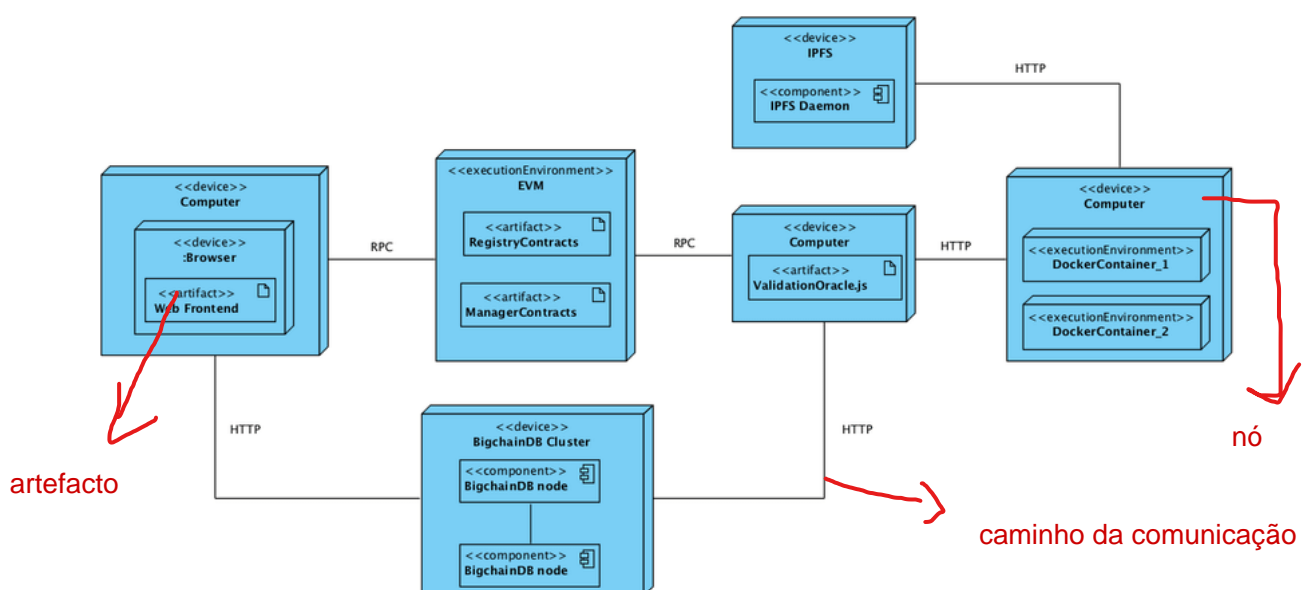 <<device>>
IPFS
<<component>>
IPFS Daemon
HTTP
<<device>>
Computer
<<device>>
:Browser
<<artifact>>
Web Frontend
RPC
<<executionEnvironment>>
EVM
<<artifact>>
RegistryContracts
<<artifact>>
ManagerContracts
RPC
<<device>>
Computer
<<artifact>>
ValidationOracle.js
HTTP
<<device>>
Computer
<<executionEnvironment>>
DockerContainer_1
<<executionEnvironment>>
DockerContainer_2
HTTP
<<device>>
BigchainDB Cluster
<<component>>
BigchainDB node
<<component>>
BigchainDB node
HTTP
artefacto
nó
caminho da comunicação